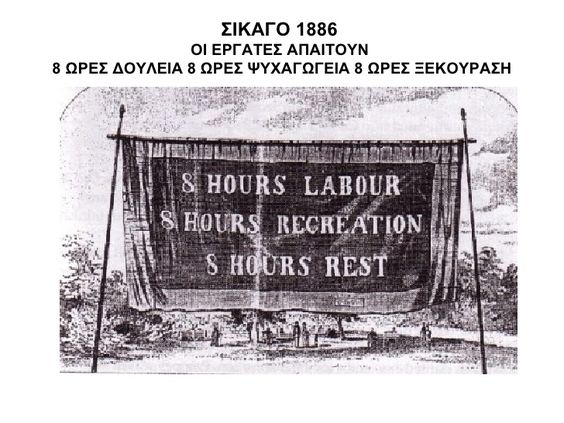 ΣΙΚΑΓΟ 1886
ΟΙ ΕΡΓΑΤΕΣ ΑΠΑΙΤΟΥΝ
8 ΩΡΕΣ ΔΟΥΛΕΙΑ 8 ΩΡΕΣ ΨΥΧΑΓΩΓΕΙΑ 8 ΩΡΕΣ ΞΕΚΟΥΡΑΣΗ
8 HOURS LABOUR
8 HOURS RECREATION
8 HOURS REST